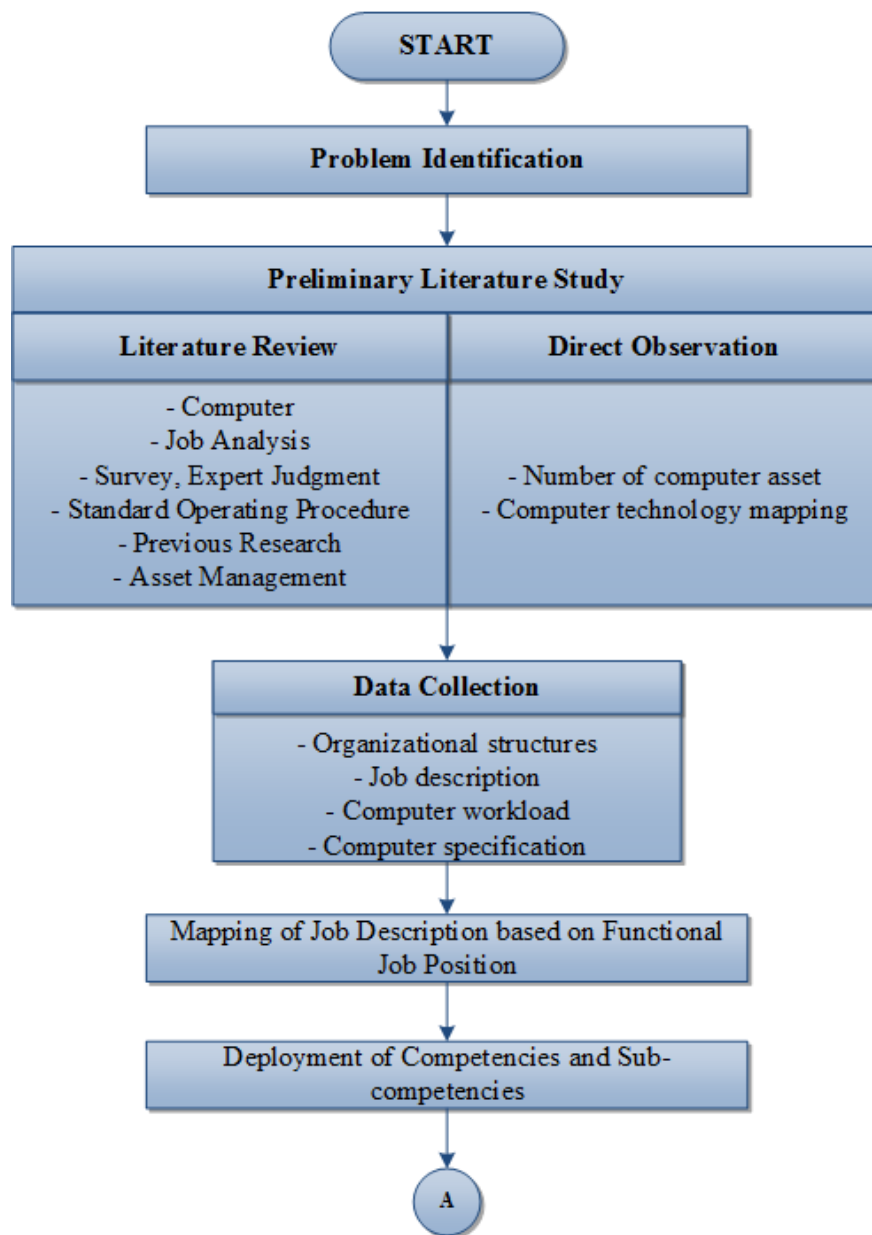 START
Problem Identification
Preliminary Literature Study
Literature Review
- Computer
- Job Analysis
- Survey, Expert Judgment
- Standard Operating Procedure
- Previous Research
- Asset Management
Direct Observation
- Number of computer asset
- Computer technology mapping
Data Collection
- Organizational structures
- Job description
- Computer workload
- Computer specification
Mapping of Job Description based on Functional
Job Position
Deployment of Competencies and Sub-
competencies
A